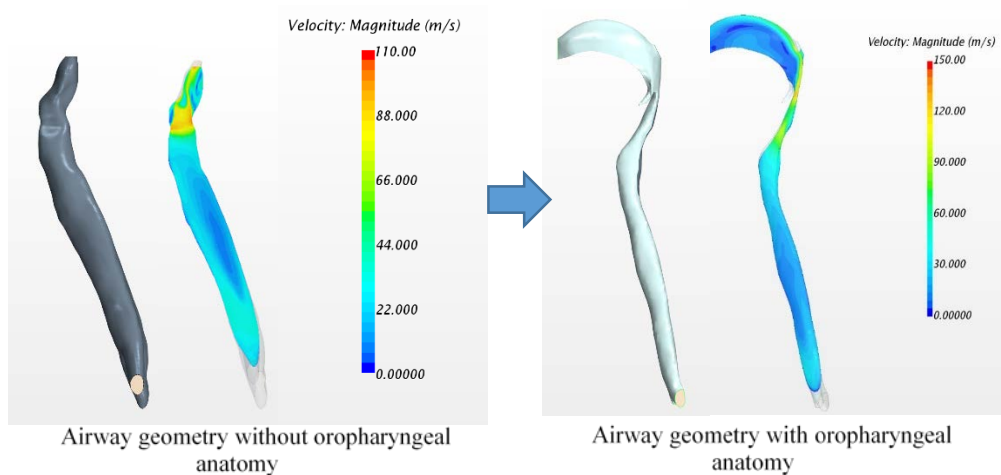 Velocity: Magnitude (m/s)
110.00
88.000
66.000
44.000
22.000
0.00000
Airway geometry without oropharyngeal
anatomy
Velocity: Magnitude (m/s)
150.00
120.00
90.000
60.000
30.000
0.00000
Airway geometry with oropharyngeal
anatomy